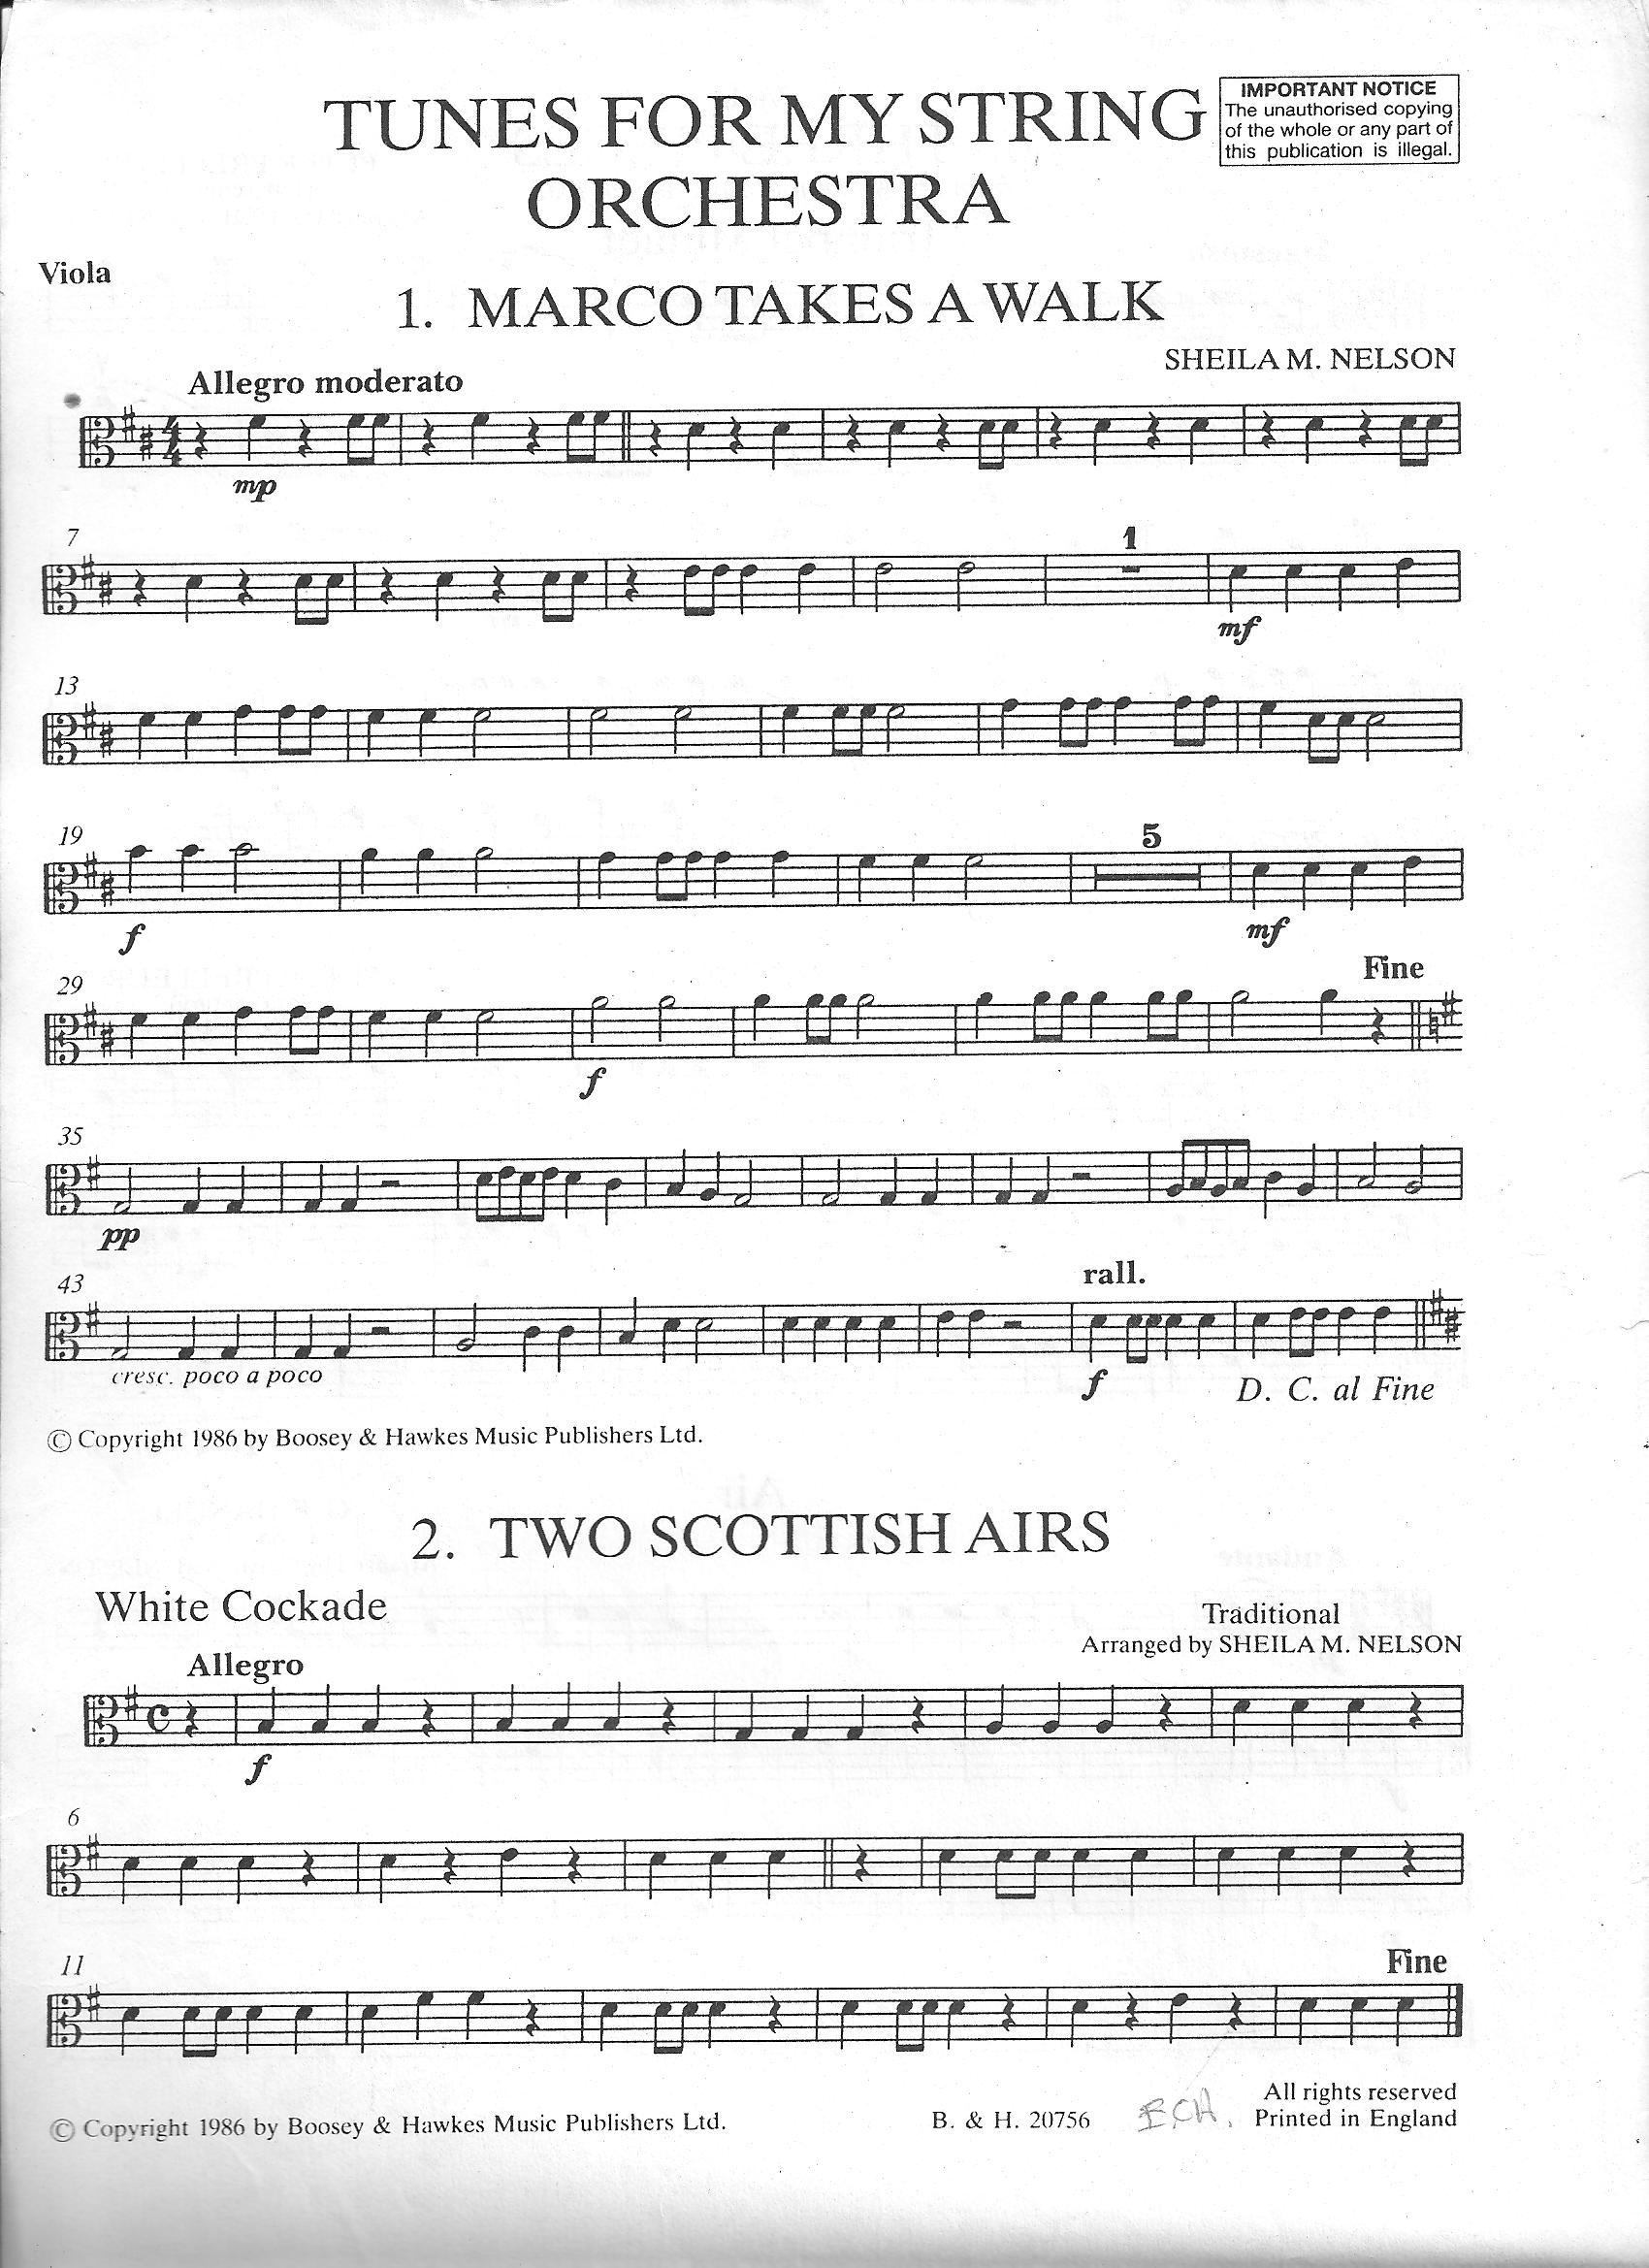 TUNES FOR MY STRING
ORCHESTRA
IMPORTANT NOTICE
The unauthorised copying
of the whole or any part of
this publication is illegal.
Viola
1. MARCO TAKES A WALK
SHEILA M. NELSON
Allegro moderato
4/4
mp
7
1
mf
13
19
5
f
mf
29
Fine
f
35
pp
43
rall.
cresc. poco a poco
f
D. C. al Fine
© Copyright 1986 by Boosey & Hawkes Music Publishers Ltd.
2. TWO SCOTTISH AIRS
White Cockade
Traditional
Arranged by SHEILA M. NELSON
Allegro
f
6
11
Fine
All rights reserved
© Copyright 1986 by Boosey & Hawkes Music Publishers Ltd. B. & H. 20756 Printed in England